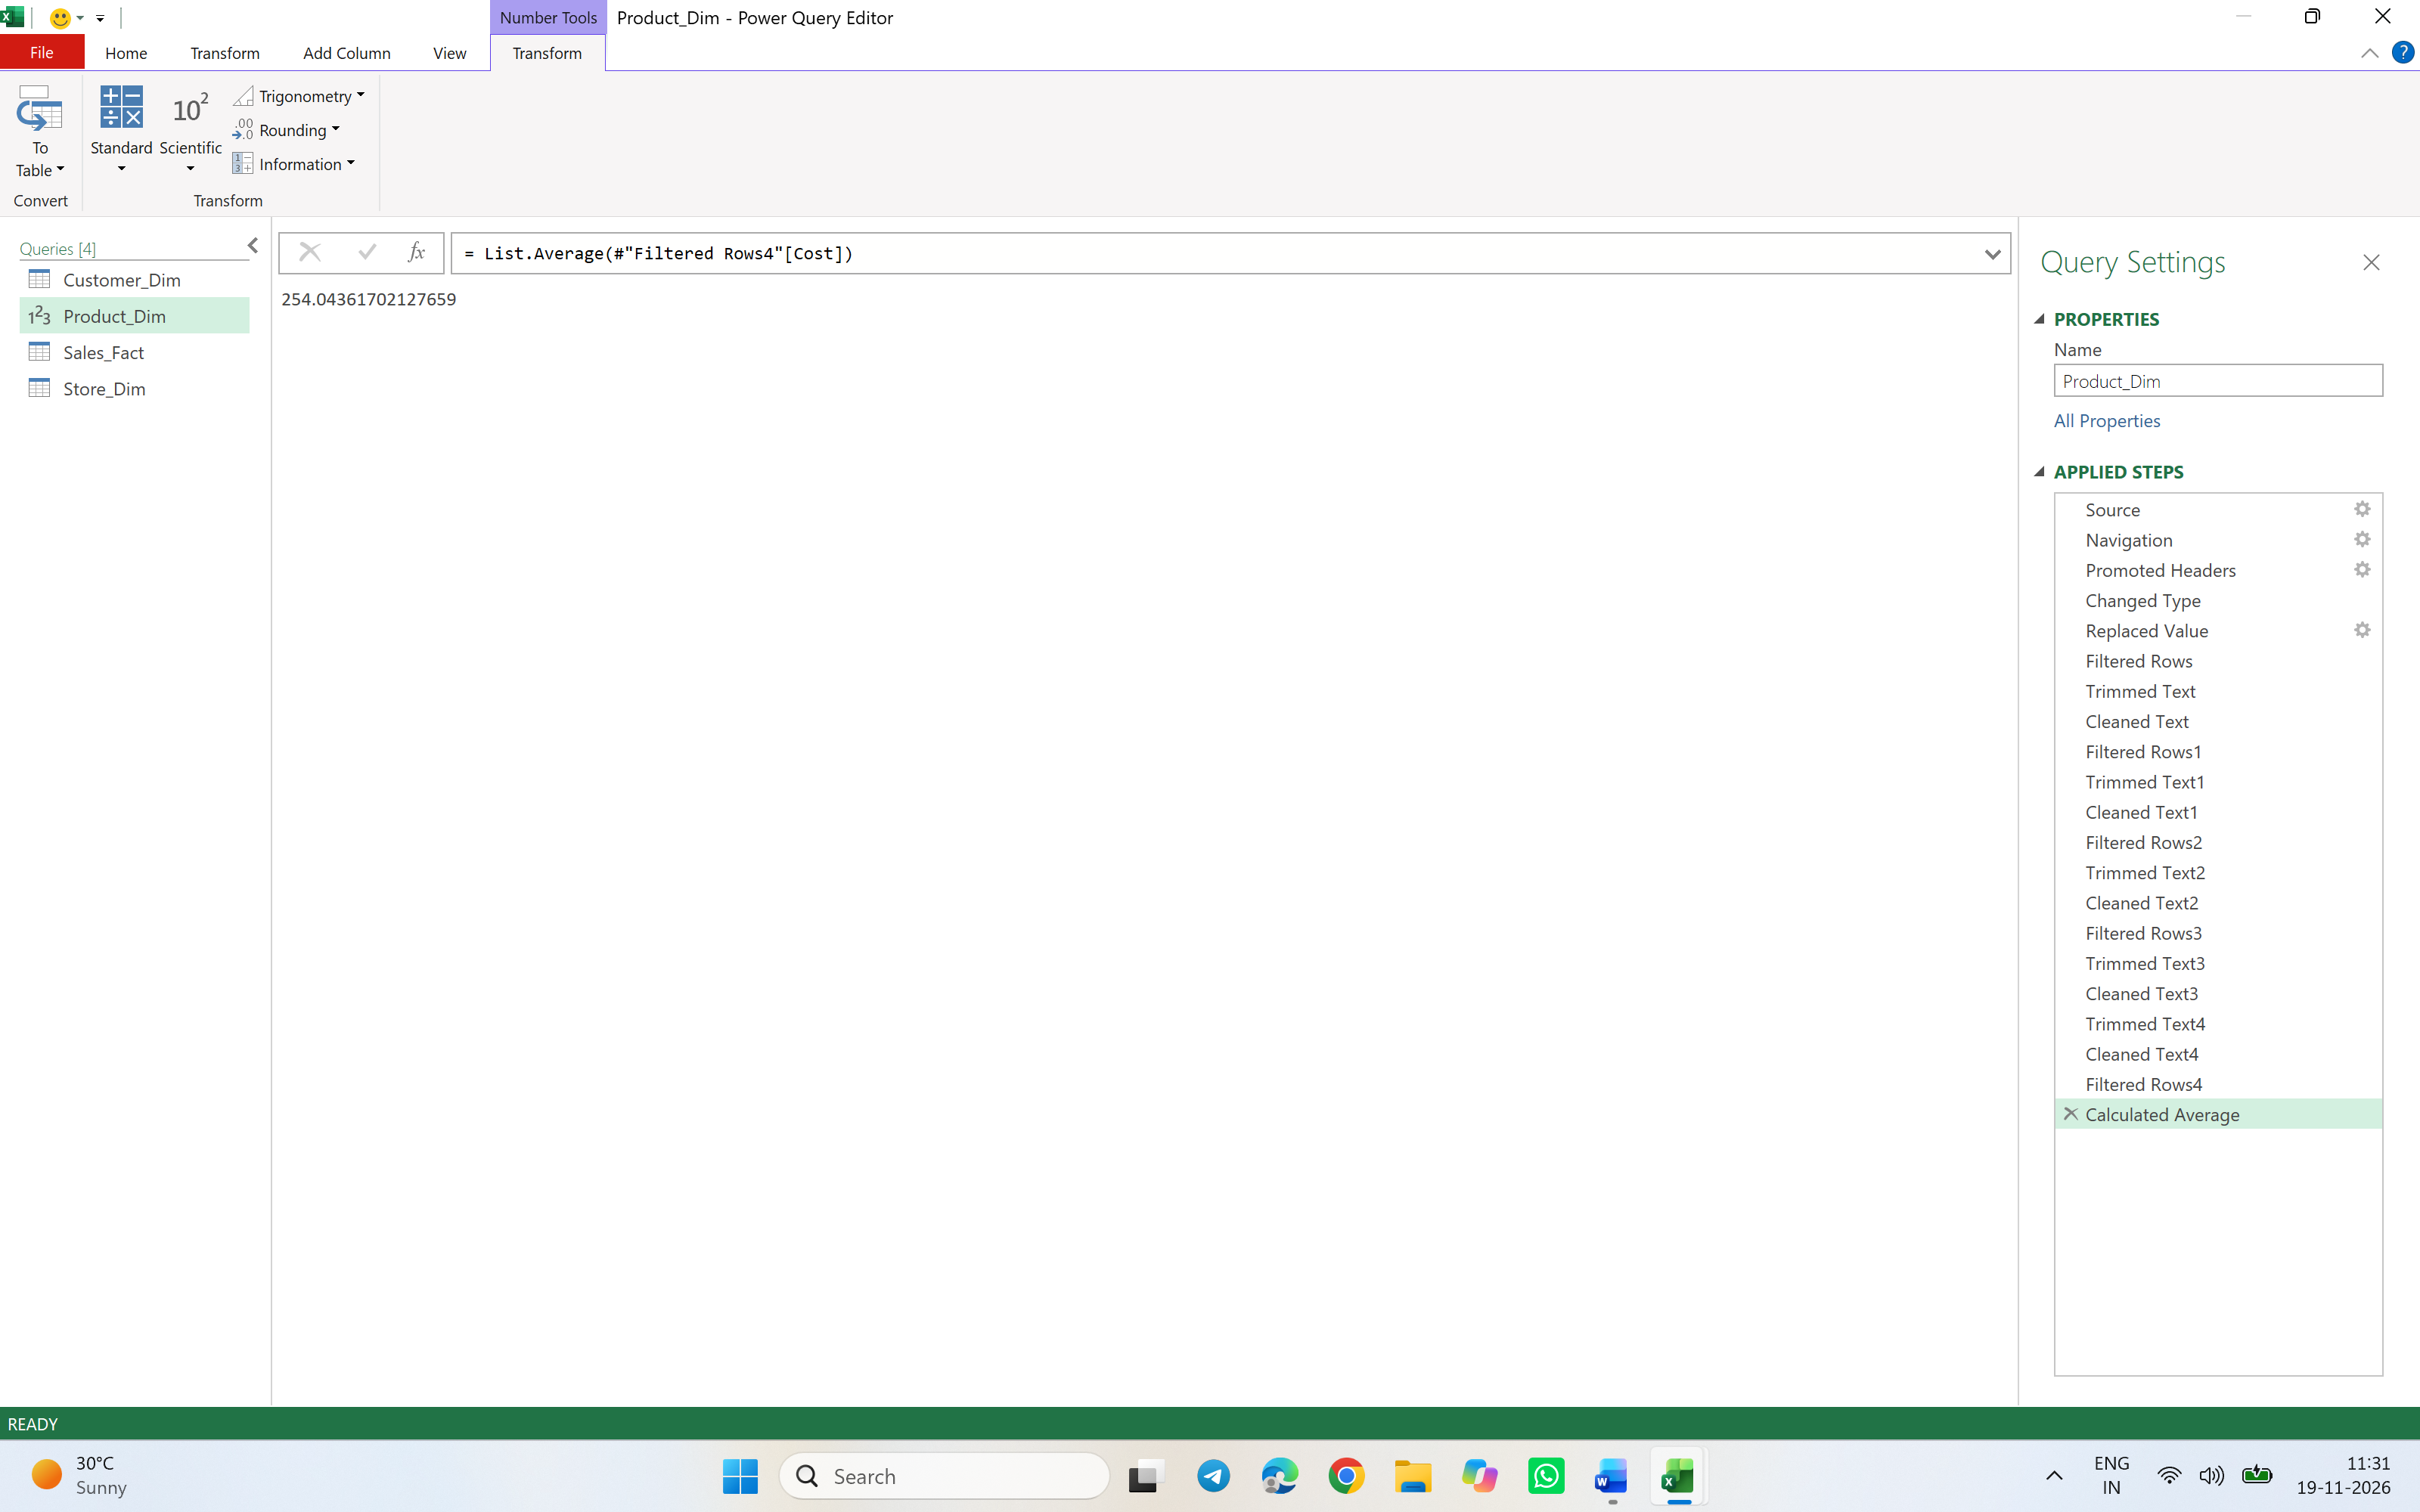 Number Tools
Product_Dim - Power Query Editor
File
Home
Transform
Add Column
View
Transform
To
Table
Standard
Scientific
10²
Trigonometry
.00
.0
Rounding
Information
Convert
Transform
Queries [4]
Customer_Dim
1²3 Product_Dim
Sales_Fact
Store_Dim
fx
= List.Average(#"Filtered Rows4"[Cost])
254.04361702127659
Query Settings
PROPERTIES
Name
Product_Dim
All Properties
APPLIED STEPS
Source
Navigation
Promoted Headers
Changed Type
Replaced Value
Filtered Rows
Trimmed Text
Cleaned Text
Filtered Rows1
Trimmed Text1
Cleaned Text1
Filtered Rows2
Trimmed Text2
Cleaned Text2
Filtered Rows3
Trimmed Text3
Cleaned Text3
Trimmed Text4
Cleaned Text4
Filtered Rows4
Calculated Average
READY
30°C
Sunny
Search
ENG
IN
11:31
19-11-2026